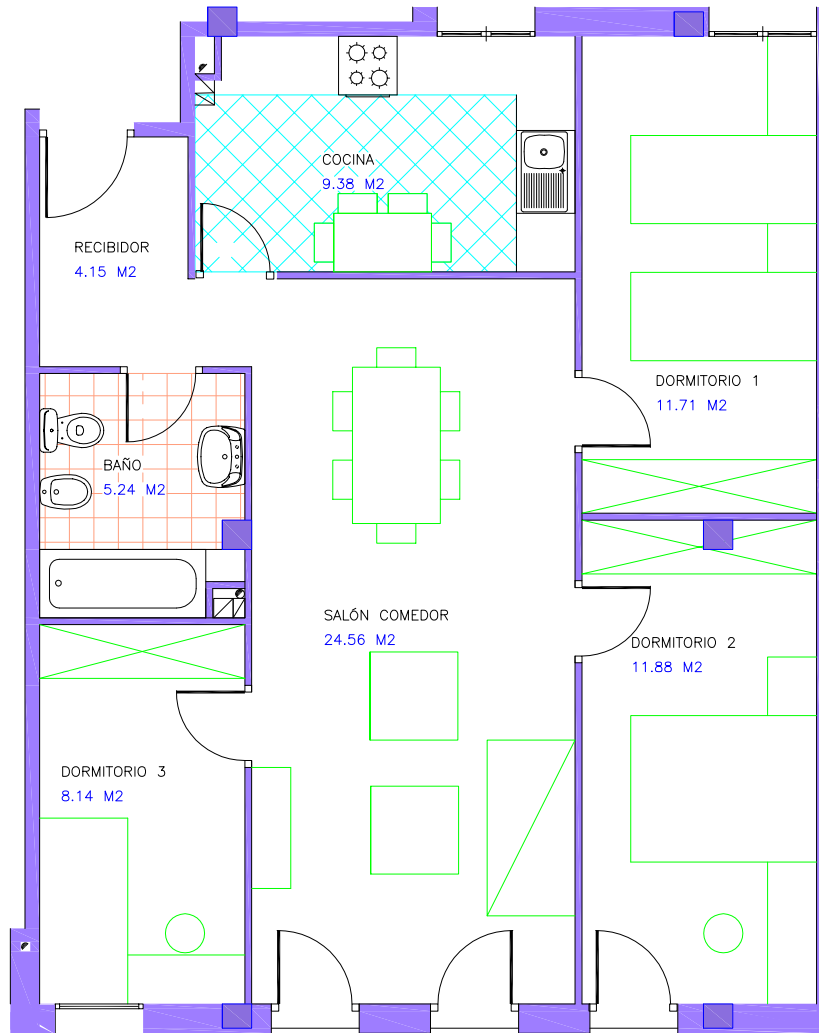 COCINA
9.38 M2
RECIBIDOR
4.15 M2
DORMITORIO 1
11.71 M2
BAÑO
5.24 M2
SALÓN COMEDOR
24.56 M2
DORMITORIO 2
11.88 M2
DORMITORIO 3
8.14 M2